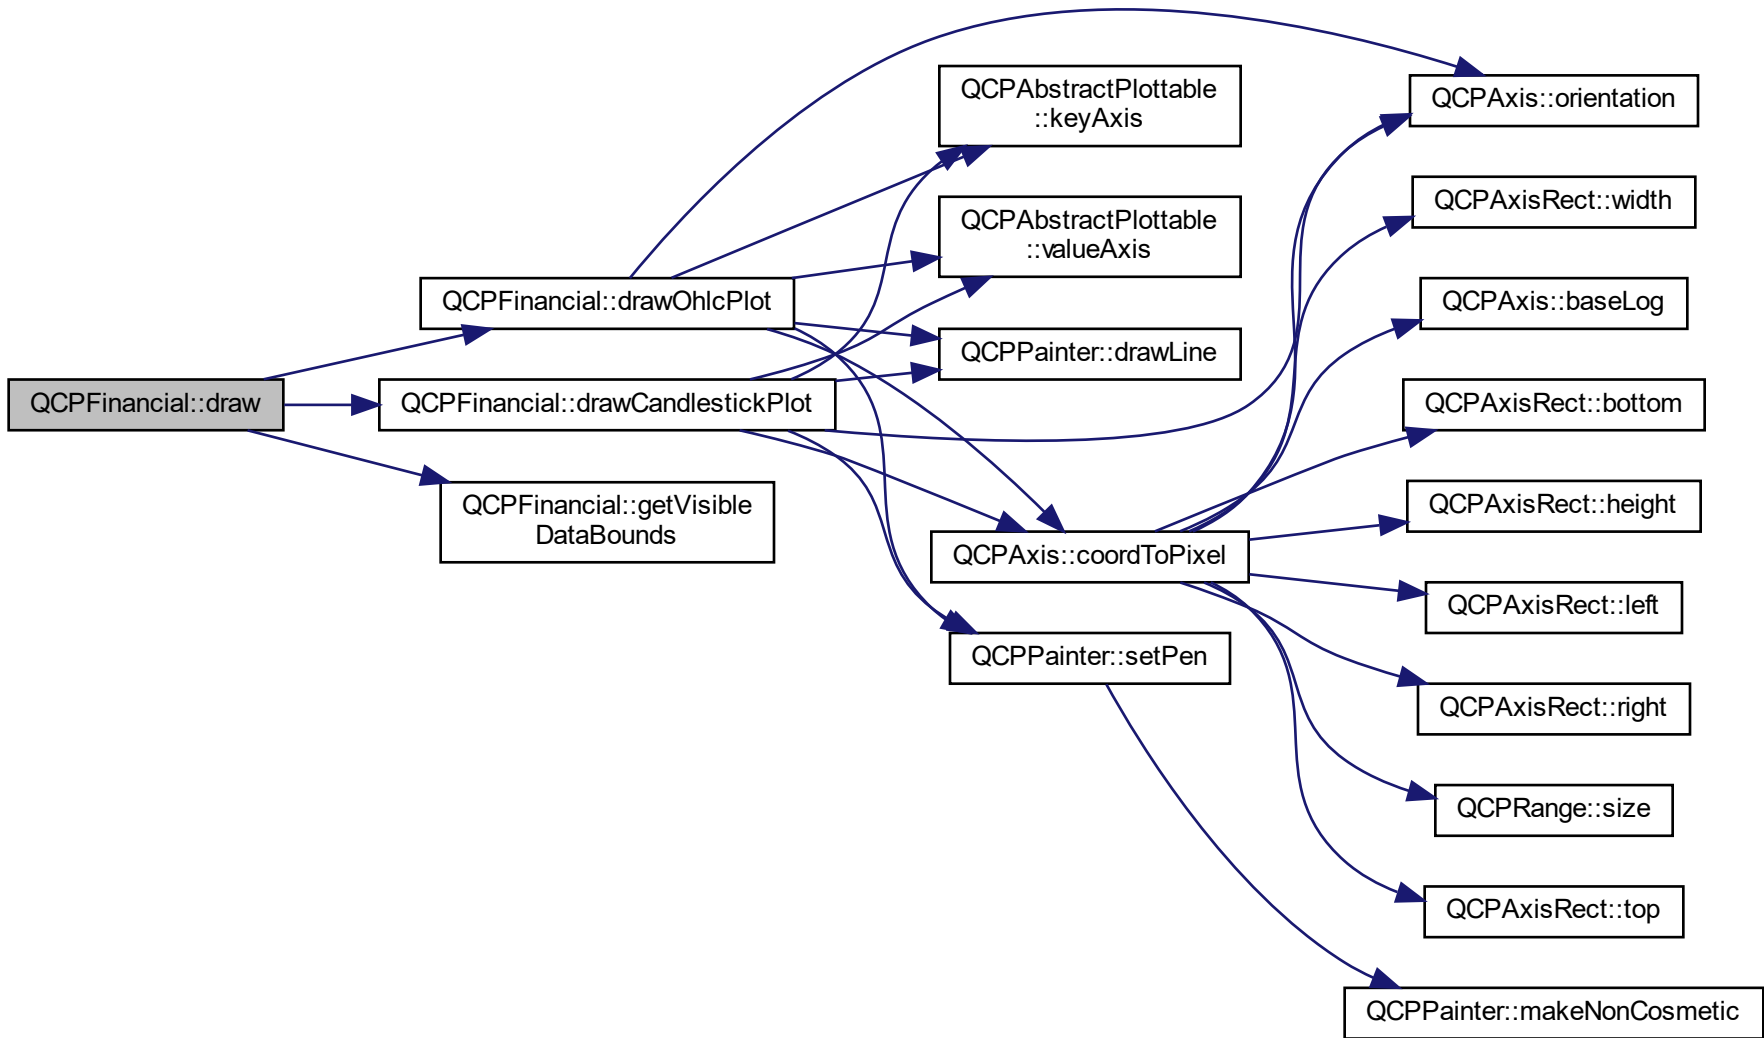 QCPFinancial::draw
QCPFinancial::drawOhlcPlot
QCPFinancial::drawCandlestickPlot
QCPFinancial::getVisible
DataBounds
QCPAbstractPlottable
::keyAxis
QCPAbstractPlottable
::valueAxis
QCPPainter::drawLine
QCPAxis::coordToPixel
QCPPainter::setPen
QCPAxis::orientation
QCPAxisRect::width
QCPAxis::baseLog
QCPAxisRect::bottom
QCPAxisRect::height
QCPAxisRect::left
QCPAxisRect::right
QCPRange::size
QCPAxisRect::top
QCPPainter::makeNonCosmetic